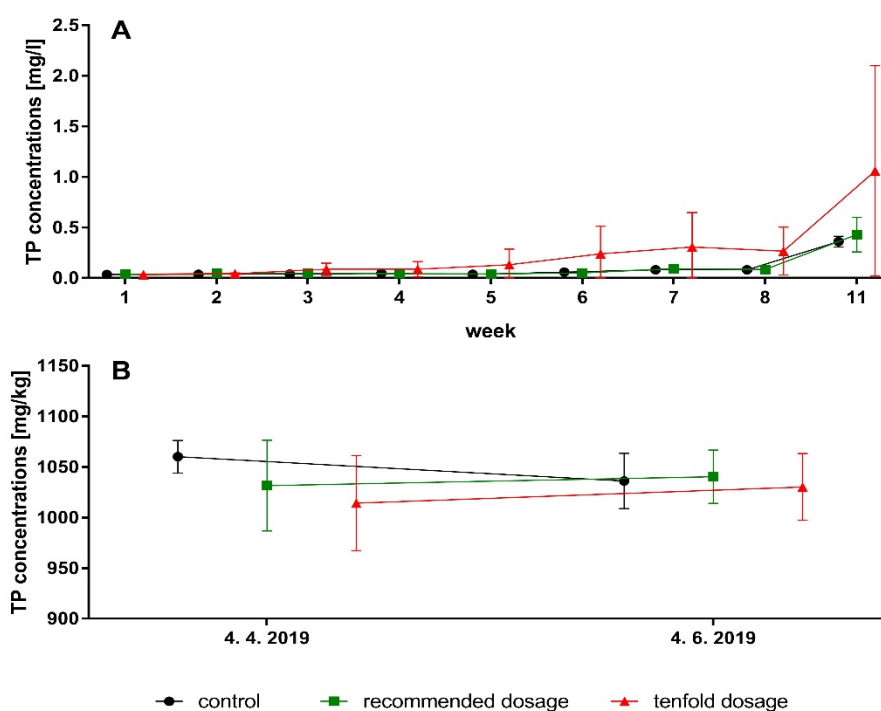 A
TP concentrations [mg/l]
2.5
2.0
1.5
1.0
0.5
0.0
1 2 3 4 5 6 7 8 11
week
B
TP concentrations [mg/kg]
1150
1100
1050
1000
950
900
4. 4. 2019 4. 6. 2019
control recommended dosage tenfold dosage